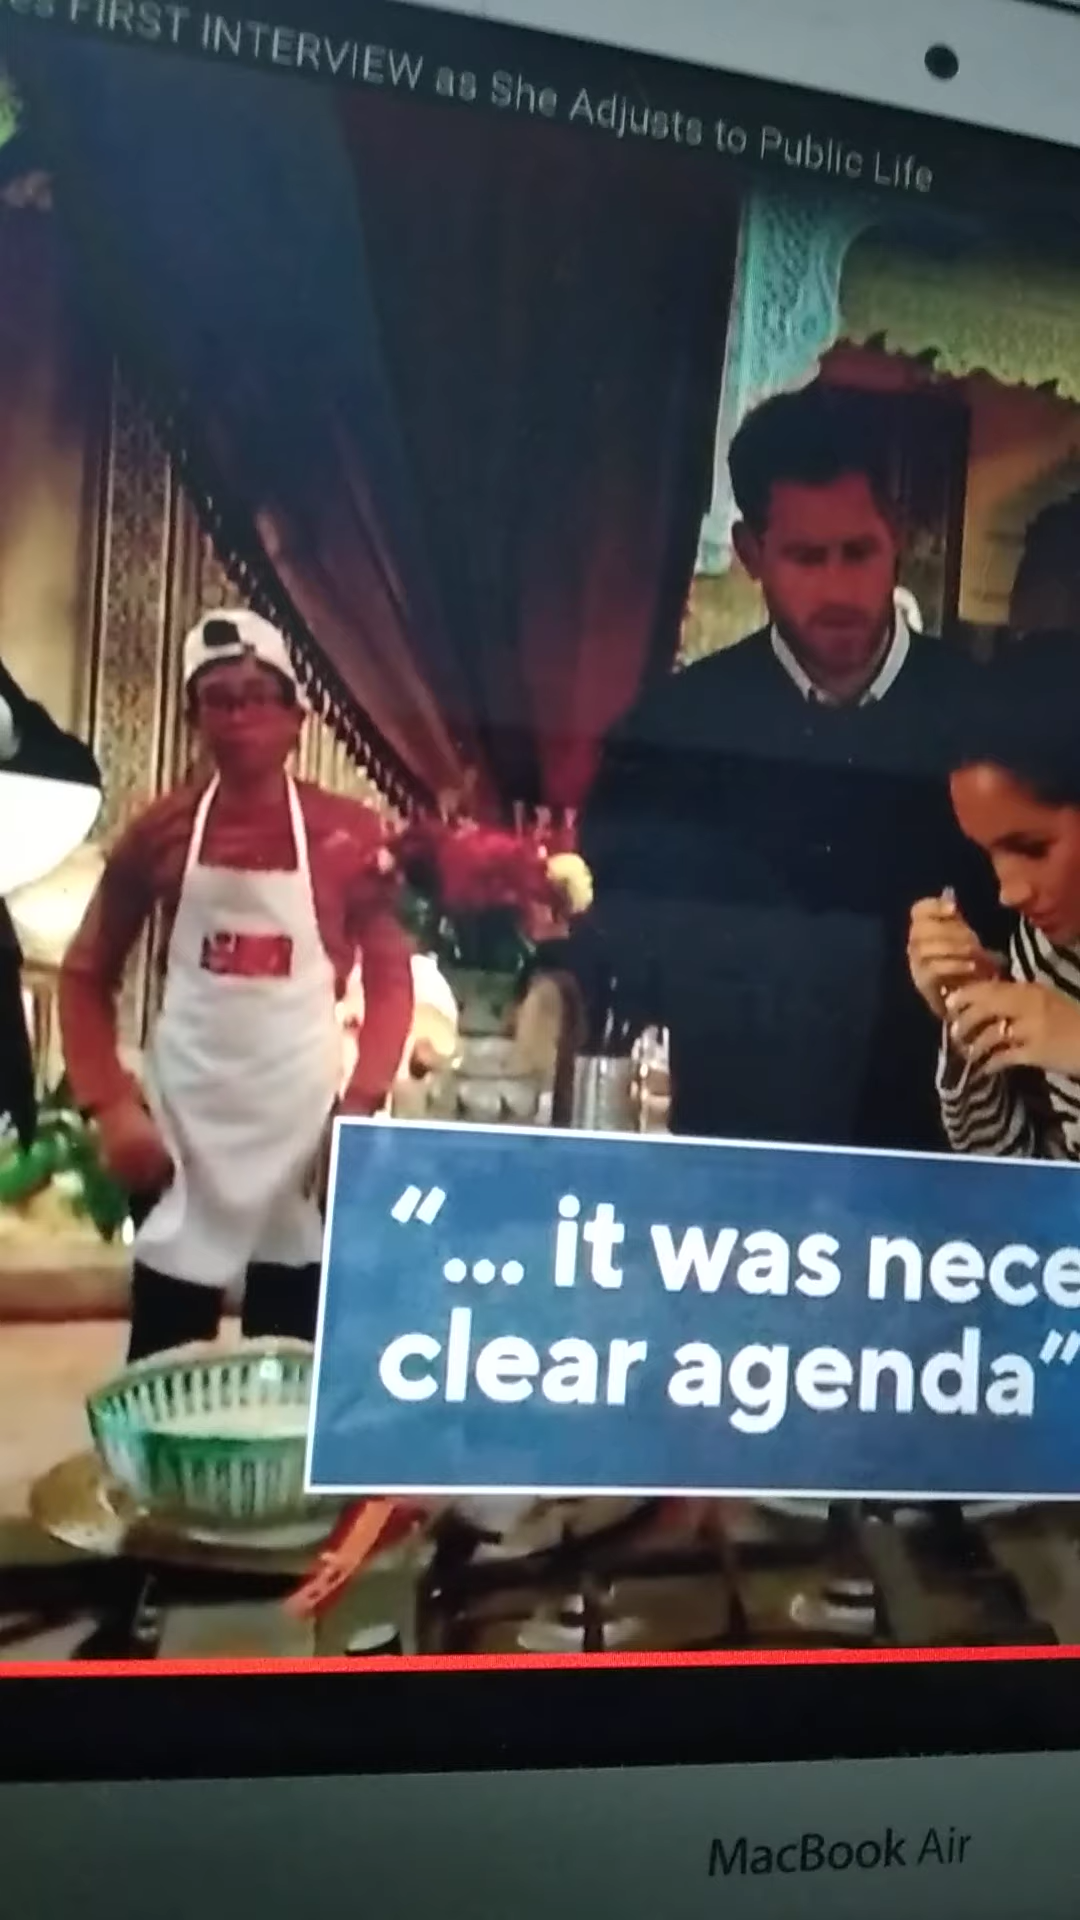 FIRST INTERVIEW as She Adjusts to Public Life
"... it was nece
clear agenda"
MacBook Air